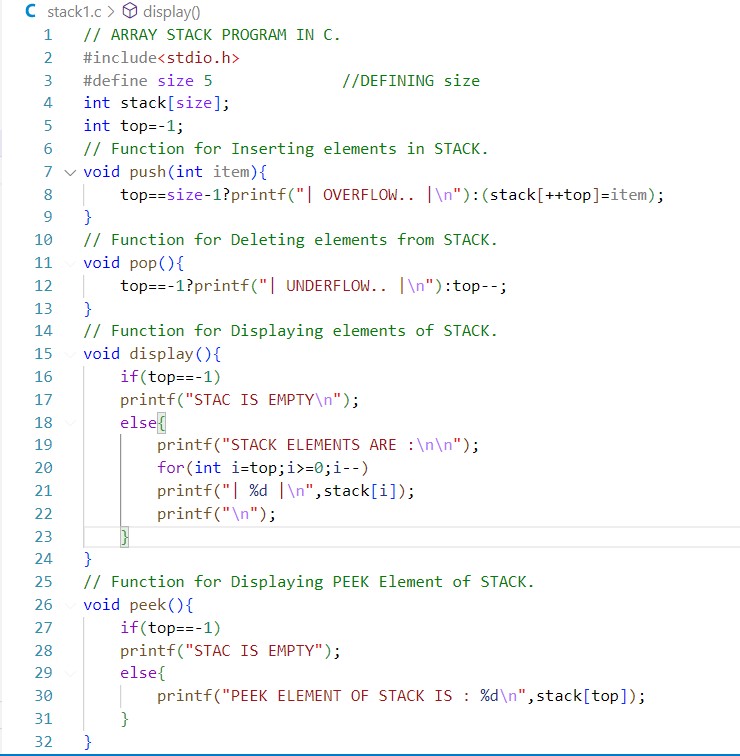 C stack1.c > display()
1 // ARRAY STACK PROGRAM IN C.
2 #include<stdio.h>
3 #define size 5 //DEFINING size
4 int stack[size];
5 int top=-1;
6 // Function for Inserting elements in STACK.
7 void push(int item){
8 top==size-1?printf("| OVERFLOW.. |\n"):(stack[++top]=item);
9 }
10 // Function for Deleting elements from STACK.
11 void pop(){
12 top==-1?printf("| UNDERFLOW.. |\n"):top--;
13 }
14 // Function for Displaying elements of STACK.
15 void display(){
16 if(top==-1)
17 printf("STAC IS EMPTY\n");
18 else{
19 printf("STACK ELEMENTS ARE :\n\n");
20 for(int i=top;i>=0;i--)
21 printf("| %d |\n",stack[i]);
22 printf("\n");
23 }
24 }
25 // Function for Displaying PEEK Element of STACK.
26 void peek(){
27 if(top==-1)
28 printf("STAC IS EMPTY");
29 else{
30 printf("PEEK ELEMENT OF STACK IS : %d\n",stack[top]);
31 }
32 }